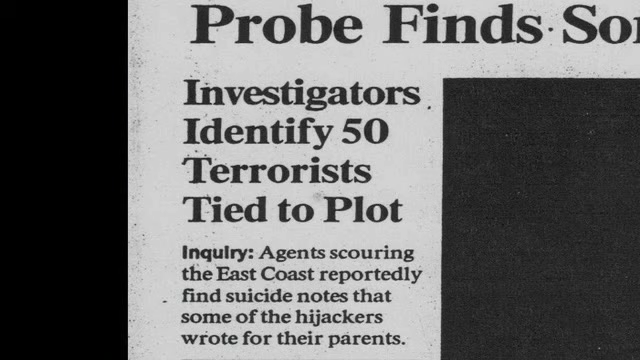 Probe Finds
Investigators
Identify 50
Terrorists
Tied to Plot
Inquiry: Agents scouring
the East Coast reportedly
find suicide notes that
some of the hijackers
wrote for their parents.